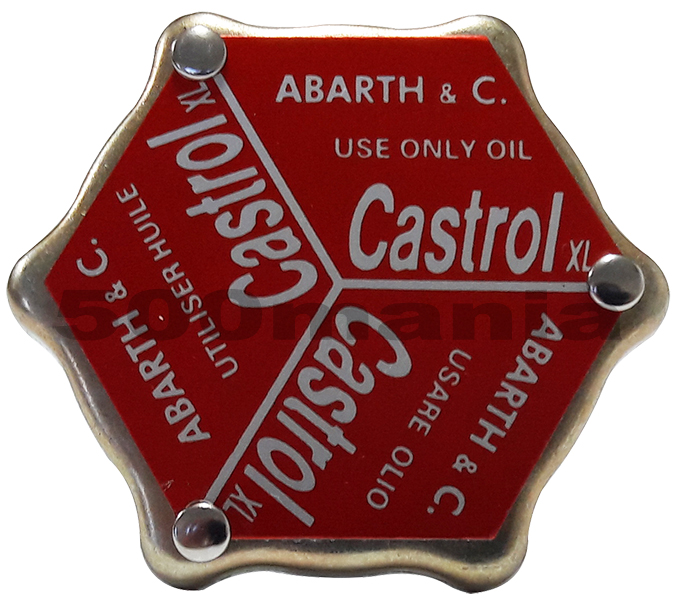 ABARTH & C.
USE ONLY OIL
Castrol XL
ABARTH & C.
USARE OLIO
Castrol XL
ABARTH & C.
UTILISER HUILE
Castrol XL
500mania